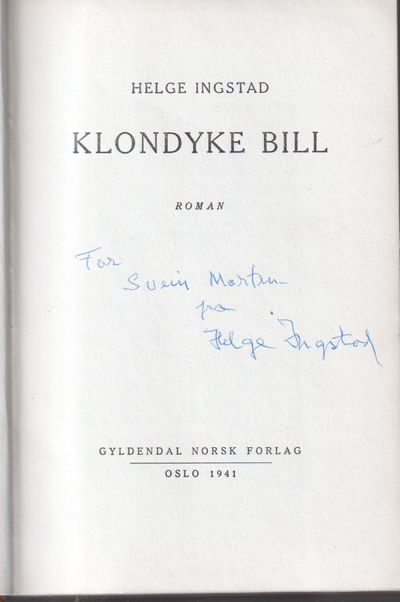 HELGE INGSTAD
KLONDYKE BILL
ROMAN
For
Svein Morten
fra
Helge Ingstad
GYLDENDAL NORSK FORLAG
OSLO 1941